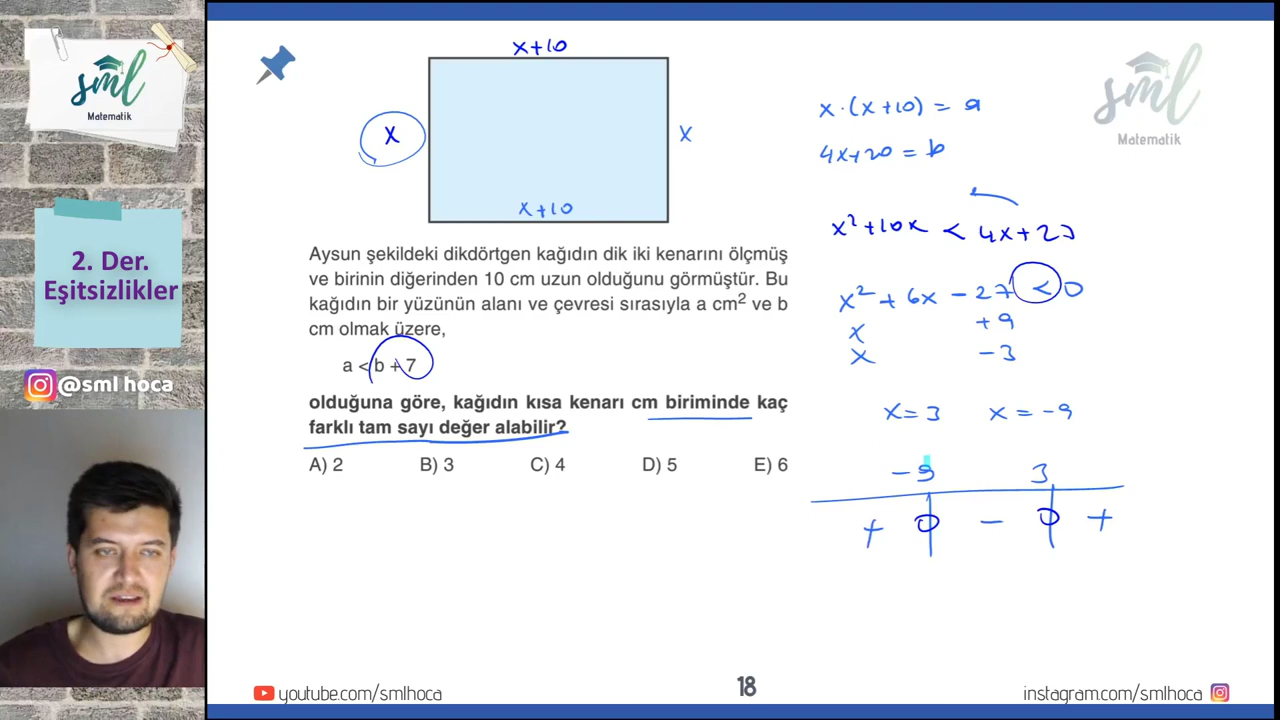 sml
Matematik
2. Der.
Eşitsizlikler
@sml hoca
x+10
x
x
x+10
Aysun şekildeki dikdörtgen kağıdın dik iki kenarını ölçmüş
ve birinin diğerinden 10 cm uzun olduğunu görmüştür. Bu
kağıdın bir yüzünün alanı ve çevresi sırasıyla a cm² ve b
cm olmak üzere,
a < b + 7
olduğuna göre, kağıdın kısa kenarı cm biriminde kaç
farklı tam sayı değer alabilir?
A) 2 B) 3 C) 4 D) 5 E) 6
sml
Matematik
x·(x+10) = a
4x+20 = b
x²+10x < 4x+27
x² + 6x - 27 < 0
x +9
x -3
x=3 x=-9
-9 3
+ 0 - 0 +
youtube.com/smlhoca
18
instagram.com/smlhoca